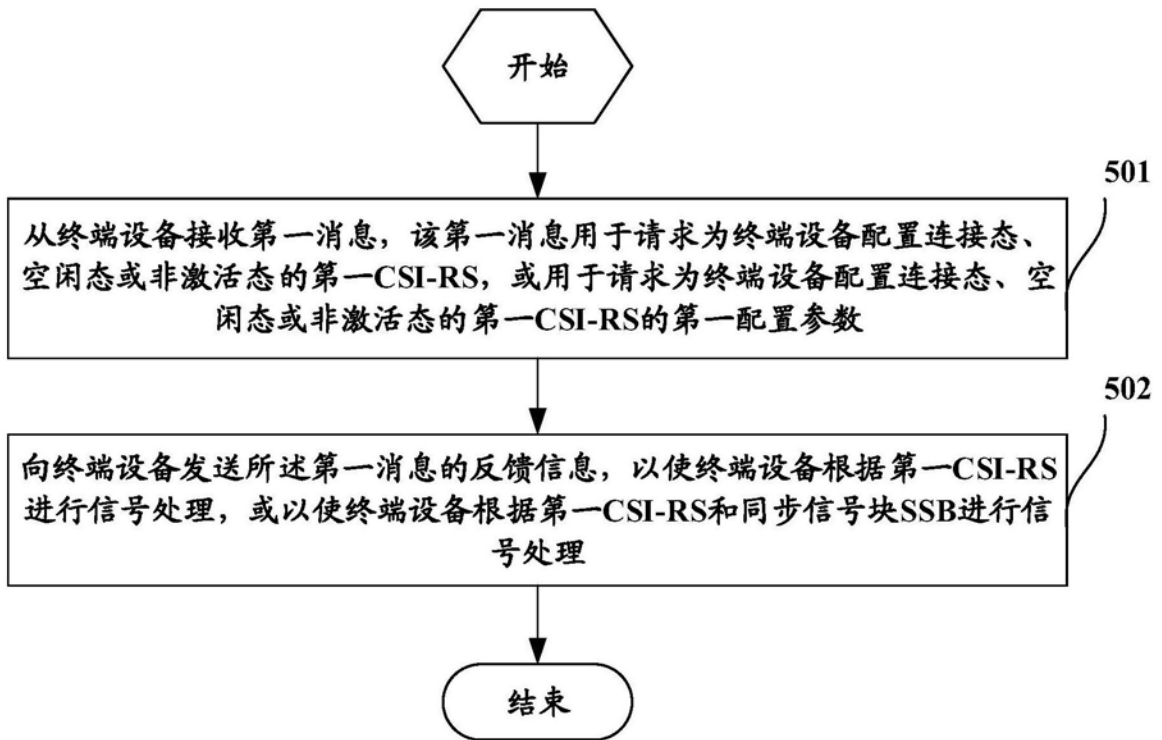 开始
501
从终端设备接收第一消息，该第一消息用于请求为终端设备配置连接态、
空闲态或非激活态的第一CSI-RS，或用于请求为终端设备配置连接态、空
闲态或非激活态的第一CSI-RS的第一配置参数
502
向终端设备发送所述第一消息的反馈信息，以使终端设备根据第一CSI-RS
进行信号处理，或以使终端设备根据第一CSI-RS和同步信号块SSB进行信
号处理
结束